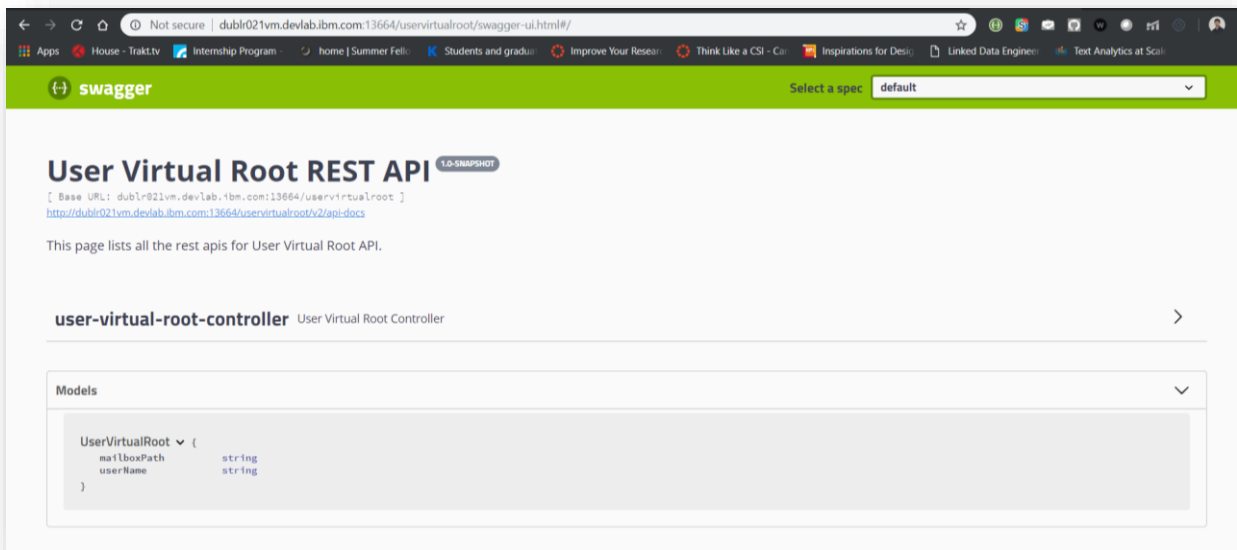 Not secure | dublr021vm.devlab.ibm.com:13664/uservirtualroot/swagger-ui.html#/
Apps House - Trakt.tv Internship Program - home | Summer Fello Students and gradua Improve Your Resear Think Like a CSI - Car Inspirations for Desig Linked Data Engineer Text Analytics at Scal
swagger Select a spec default
User Virtual Root REST API 1.0-SNAPSHOT
[ Base URL: dublr021vm.devlab.ibm.com:13664/uservirtualroot ]
http://dublr021vm.devlab.ibm.com:13664/uservirtualroot/v2/api-docs
This page lists all the rest apis for User Virtual Root API.
user-virtual-root-controller User Virtual Root Controller
Models
UserVirtualRoot {
mailboxPath string
userName string
}